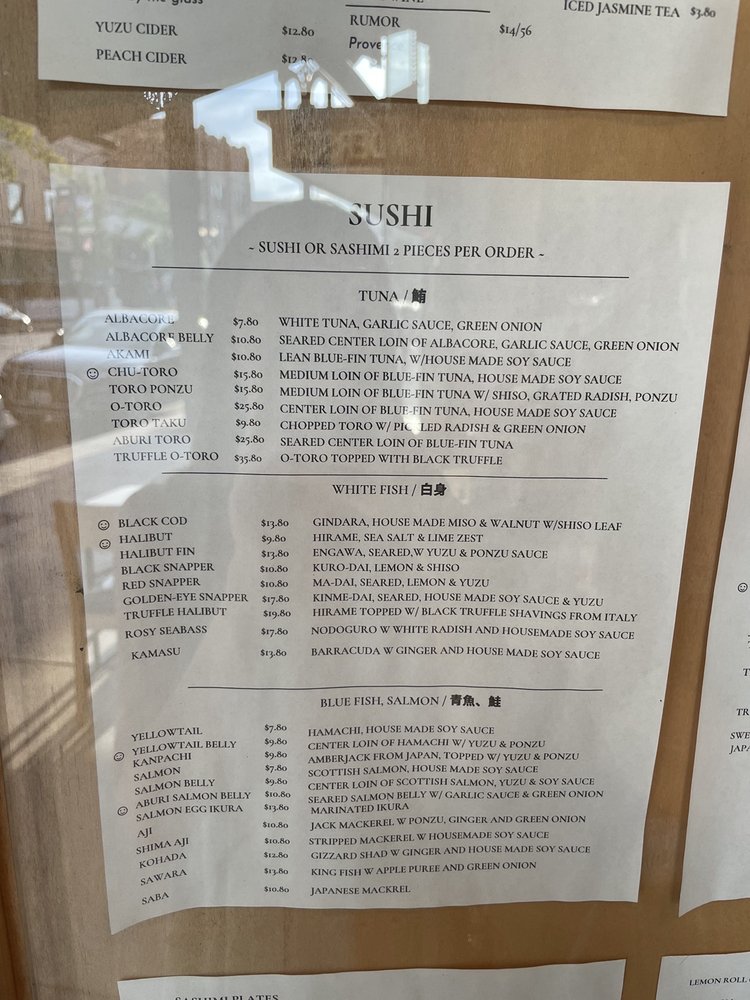 the glass
YUZU CIDER $12.80
PEACH CIDER
RUMOR $14/56
ICED JASMINE TEA $3.80
SUSHI
~ SUSHI OR SASHIMI 2 PIECES PER ORDER ~
TUNA / 鮪
ALBACORE $7.80 WHITE TUNA, GARLIC SAUCE, GREEN ONION
ALBACORE BELLY $10.80 SEARED CENTER LOIN OF ALBACORE, GARLIC SAUCE, GREEN ONION
AKAMI $10.80 LEAN BLUE-FIN TUNA, W/HOUSE MADE SOY SAUCE
☺ CHU-TORO $15.80 MEDIUM LOIN OF BLUE-FIN TUNA, HOUSE MADE SOY SAUCE
TORO PONZU $15.80 MEDIUM LOIN OF BLUE-FIN TUNA W/ SHISO, GRATED RADISH, PONZU
O-TORO $25.80 CENTER LOIN OF BLUE-FIN TUNA, HOUSE MADE SOY SAUCE
TORO TAKU $9.80 CHOPPED TORO W/ PICKLED RADISH & GREEN ONION
ABURI TORO $25.80 SEARED CENTER LOIN OF BLUE-FIN TUNA
TRUFFLE O-TORO $35.80 O-TORO TOPPED WITH BLACK TRUFFLE
WHITE FISH / 白身
☺ BLACK COD $13.80 GINDARA, HOUSE MADE MISO & WALNUT W/SHISO LEAF
☺ HALIBUT $9.80 HIRAME, SEA SALT & LIME ZEST
HALIBUT FIN $13.80 ENGAWA, SEARED,W YUZU & PONZU SAUCE
BLACK SNAPPER $10.80 KURO-DAI, LEMON & SHISO
RED SNAPPER $10.80 MA-DAI, SEARED, LEMON & YUZU
GOLDEN-EYE SNAPPER $17.80 KINME-DAI, SEARED, HOUSE MADE SOY SAUCE & YUZU
TRUFFLE HALIBUT $19.80 HIRAME TOPPED W/ BLACK TRUFFLE SHAVINGS FROM ITALY
ROSY SEABASS $17.80 NODOGURO W WHITE RADISH AND HOUSEMADE SOY SAUCE
KAMASU $13.80 BARRACUDA W GINGER AND HOUSE MADE SOY SAUCE
BLUE FISH, SALMON / 青魚、鮭
YELLOWTAIL $7.80 HAMACHI, HOUSE MADE SOY SAUCE
YELLOWTAIL BELLY $9.80 CENTER LOIN OF HAMACHI W/ YUZU & PONZU
☺ KANPACHI $9.80 AMBERJACK FROM JAPAN, TOPPED W/ YUZU & PONZU
SALMON $7.80 SCOTTISH SALMON, HOUSE MADE SOY SAUCE
SALMON BELLY $9.80 CENTER LOIN OF SCOTTISH SALMON, YUZU & SOY SAUCE
ABURI SALMON BELLY $10.80 SEARED SALMON BELLY W/ GARLIC SAUCE & GREEN ONION
☺ SALMON EGG IKURA $13.80 MARINATED IKURA
AJI $10.80 JACK MACKEREL W PONZU, GINGER AND GREEN ONION
SHIMA AJI $10.80 STRIPPED MACKEREL W HOUSEMADE SOY SAUCE
KOHADA $12.80 GIZZARD SHAD W GINGER AND HOUSE MADE SOY SAUCE
SAWARA $13.80 KING FISH W APPLE PUREE AND GREEN ONION
SABA $10.80 JAPANESE MACKREL
SASHIMI PLATES
LEMON ROLL